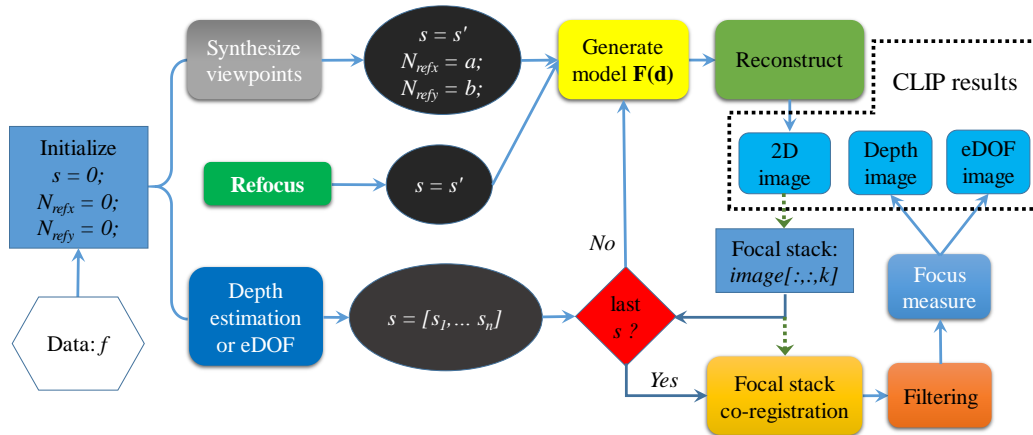 Synthesize
viewpoints
s = s'
N_refx = a;
N_refy = b;
Generate
model F(d)
Reconstruct
CLIP results
Initialize
s = 0;
N_refx = 0;
N_refy = 0;
Refocus
s = s'
2D
image
Depth
image
eDOF
image
Data: f
Depth
estimation
or eDOF
s = [s₁,... sₙ]
No
last
s ?
Yes
Focal stack:
image[:,:,k]
Focus
measure
Focal stack
co-registration
Filtering